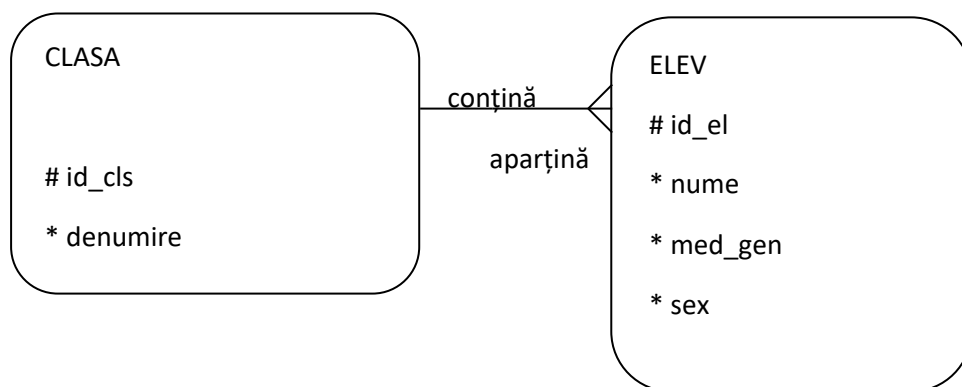 CLASA
# id_cls
* denumire
conțină
aparțină
ELEV
# id_el
* nume
* med_gen
* sex